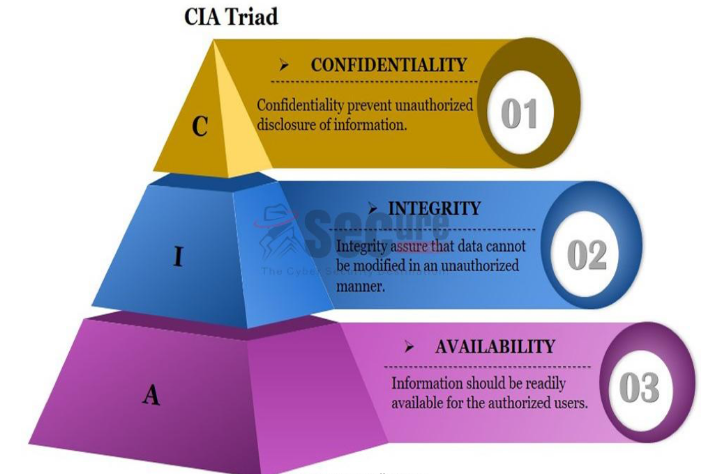 CIA Triad
➢ CONFIDENTIALITY
Confidentiality prevent unauthorized
disclosure of information.
01
C
➢ INTEGRITY
Secure
Integrity assure that data cannot
be modified in an unauthorized
manner.
02
I
➢ AVAILABILITY
Information should be readily
available for the authorized users.
03
A